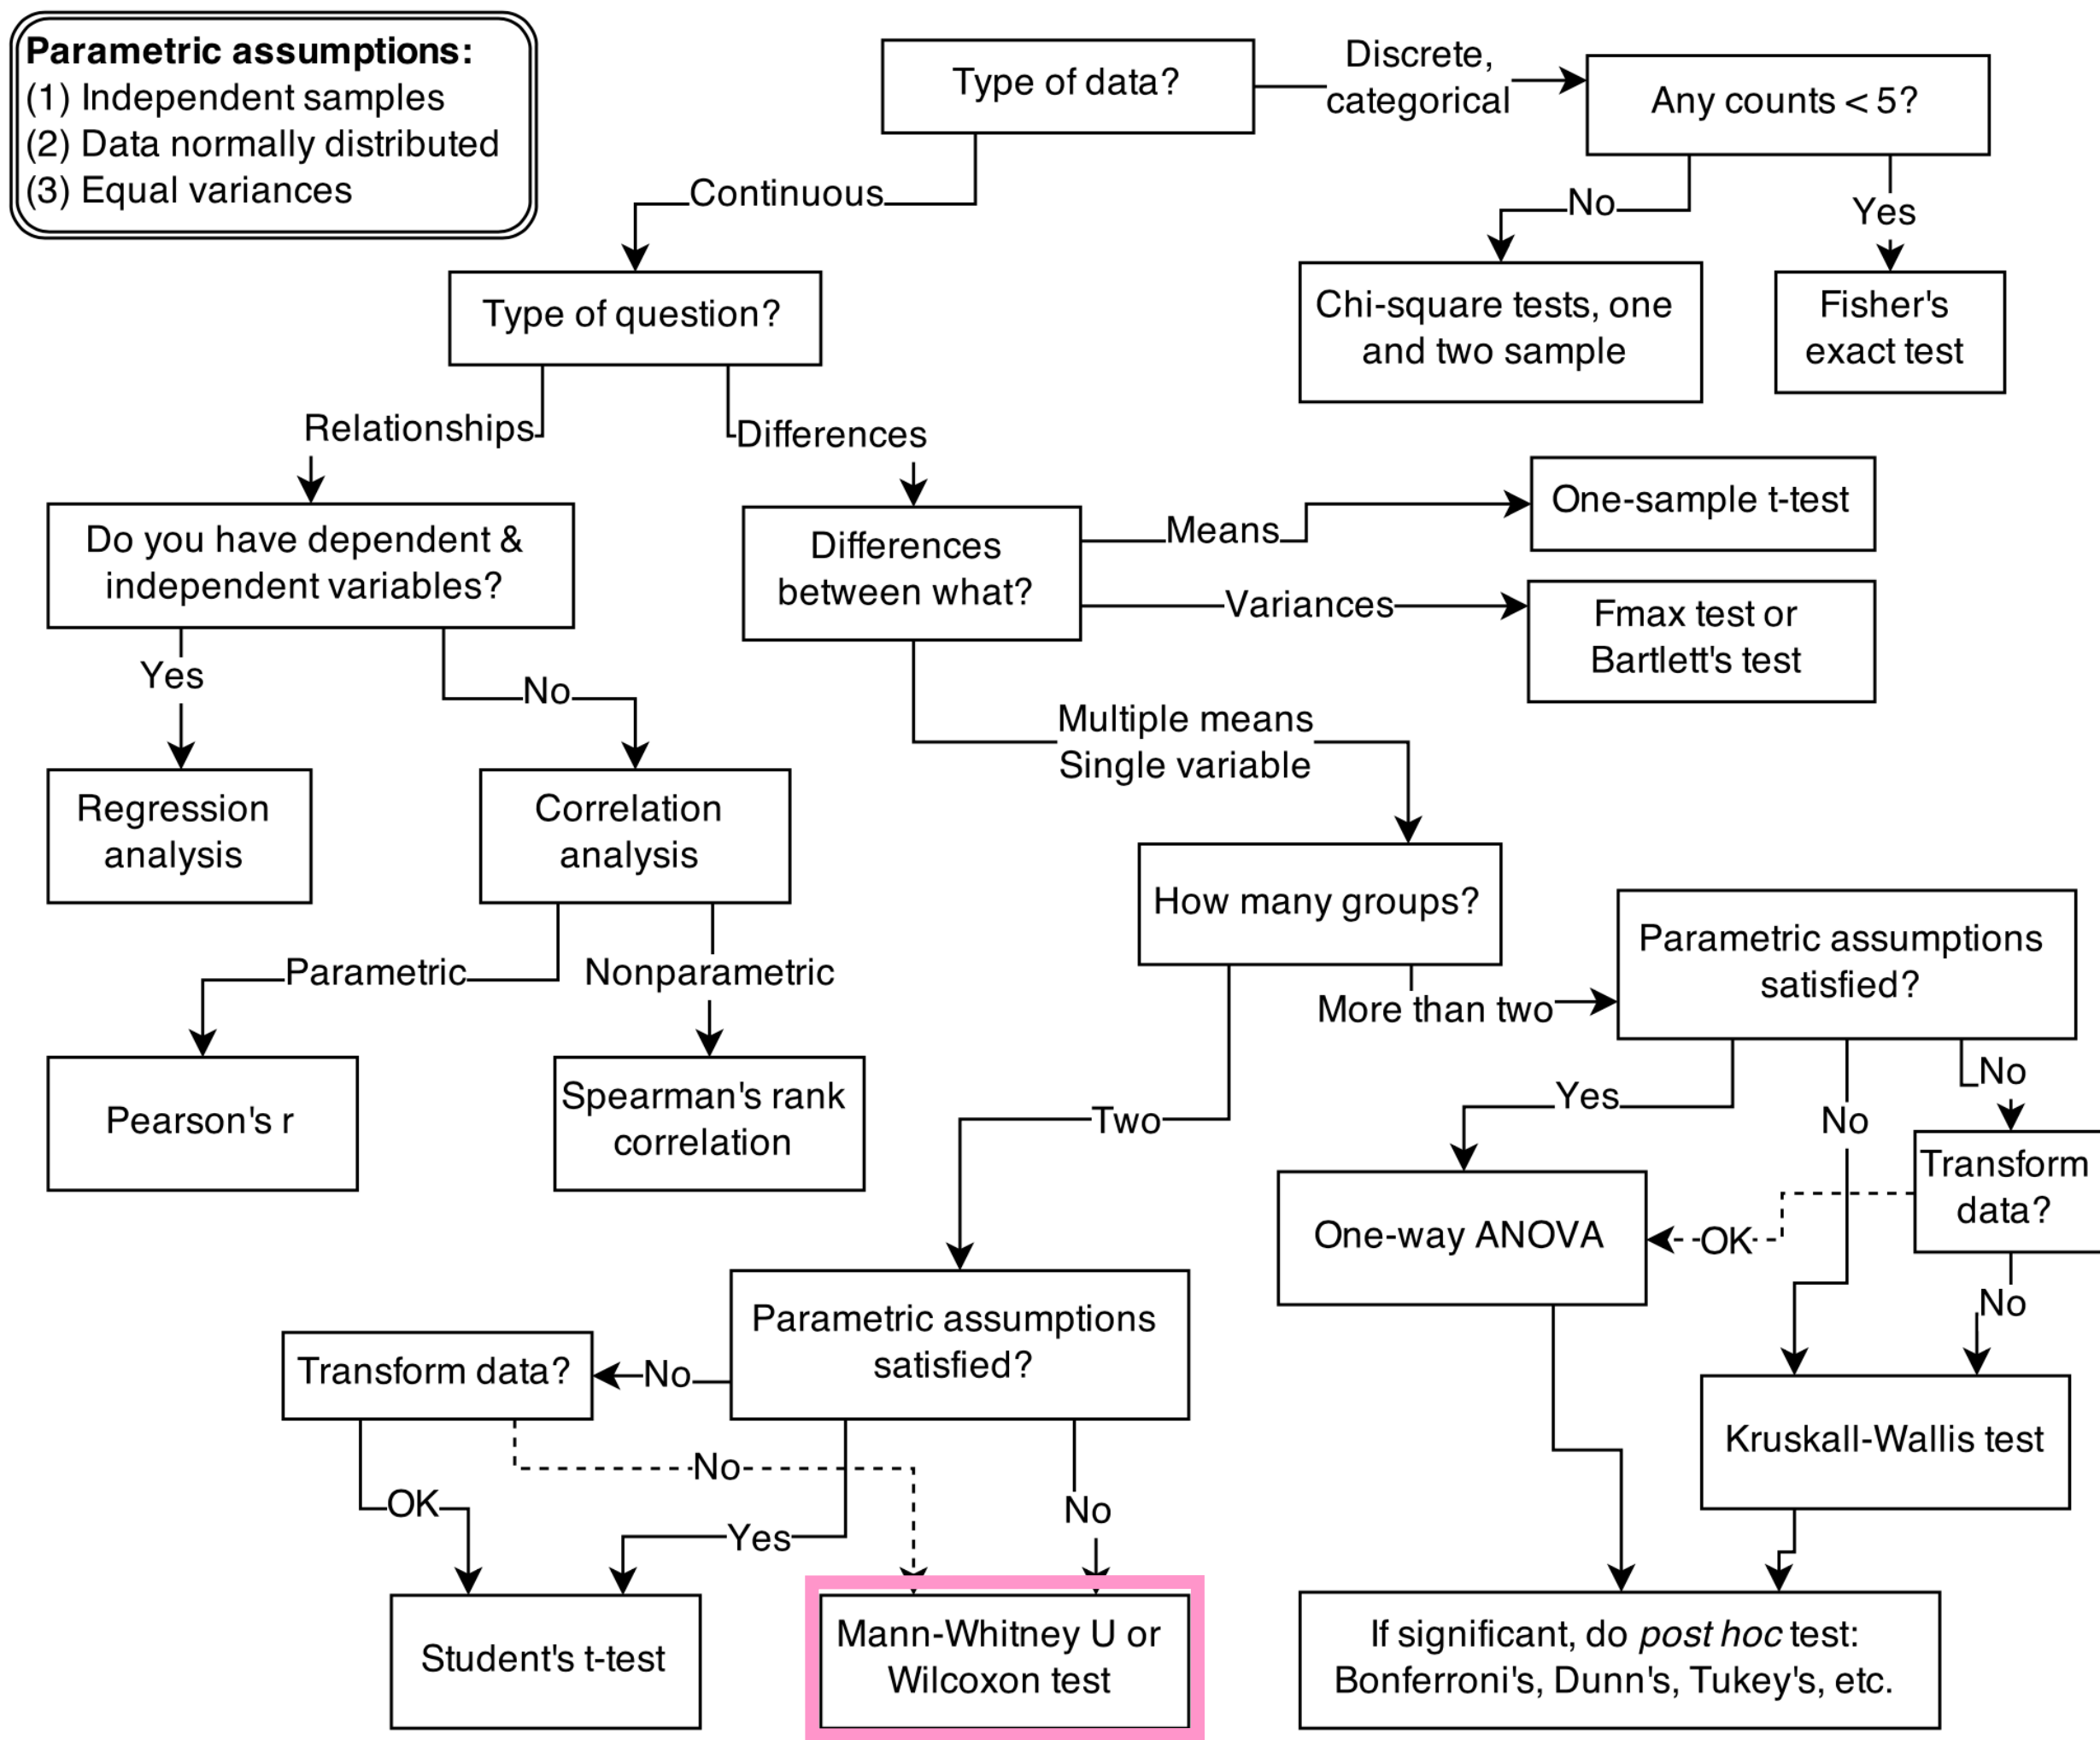 Parametric assumptions:
(1) Independent samples
(2) Data normally distributed
(3) Equal variances
Type of data?
Discrete,
categorical
Any counts < 5?
Continuous
No
Yes
Type of question?
Chi-square tests, one
and two sample
Fisher's
exact test
Relationships
Differences
Do you have dependent &
independent variables?
Differences
between what?
Means
One-sample t-test
Variances
Fmax test or
Bartlett's test
Yes
No
Multiple means
Single variable
Regression
analysis
Correlation
analysis
How many groups?
Parametric assumptions
satisfied?
Parametric
Nonparametric
More than two
Pearson's r
Spearman's rank
correlation
Two
Yes
No
No
Transform
data?
One-way ANOVA
OK
No
Parametric assumptions
satisfied?
Transform data?
No
Kruskall-Wallis test
No
OK
Yes
No
Student's t-test
Mann-Whitney U or
Wilcoxon test
If significant, do post hoc test:
Bonferroni's, Dunn's, Tukey's, etc.